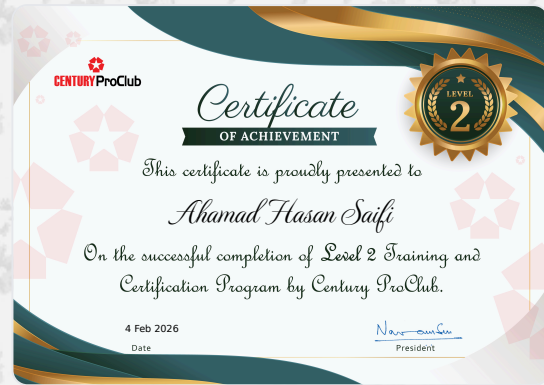 CENTURY ProClub
LEVEL
2
Certificate
OF ACHIEVEMENT
This certificate is proudly presented to
Ahamad Hasan Saifi
On the successful completion of Level 2 Training and
Certification Program by Century ProClub.
4 Feb 2026
Date
President